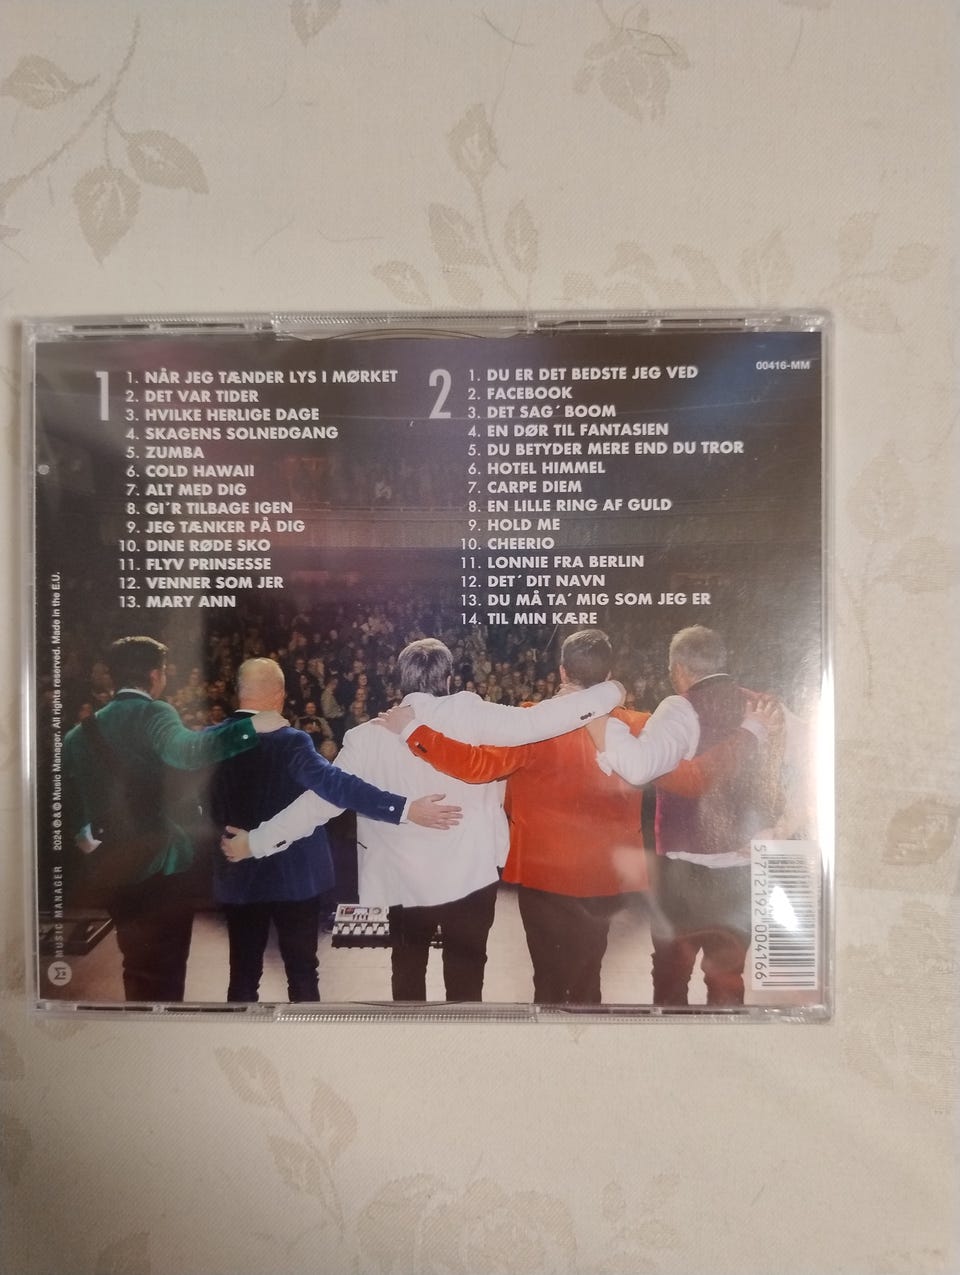 1
1. NÅR JEG TÆNDER LYS I MØRKET
2. DET VAR TIDER
3. HVILKE HERLIGE DAGE
4. SKAGENS SOLNEDGANG
5. ZUMBA
6. COLD HAWAII
7. ALT MED DIG
8. GI´R TILBAGE IGEN
9. JEG TÆNKER PÅ DIG
10. DINE RØDE SKO
11. FLYV PRINSESSE
12. VENNER SOM JER
13. MARY ANN
2
1. DU ER DET BEDSTE JEG VED
2. FACEBOOK
3. DET SAG´ BOOM
4. EN DØR TIL FANTASIEN
5. DU BETYDER MERE END DU TROR
6. HOTEL HIMMEL
7. CARPE DIEM
8. EN LILLE RING AF GULD
9. HOLD ME
10. CHEERIO
11. LONNIE FRA BERLIN
12. DET´ DIT NAVN
13. DU MÅ TA´ MIG SOM JEG ER
14. TIL MIN KÆRE
00416-MM
MUSIC MANAGER 2024 ℗ & © Music Manager. All rights reserved. Made in the E.U.
5 712192 004166